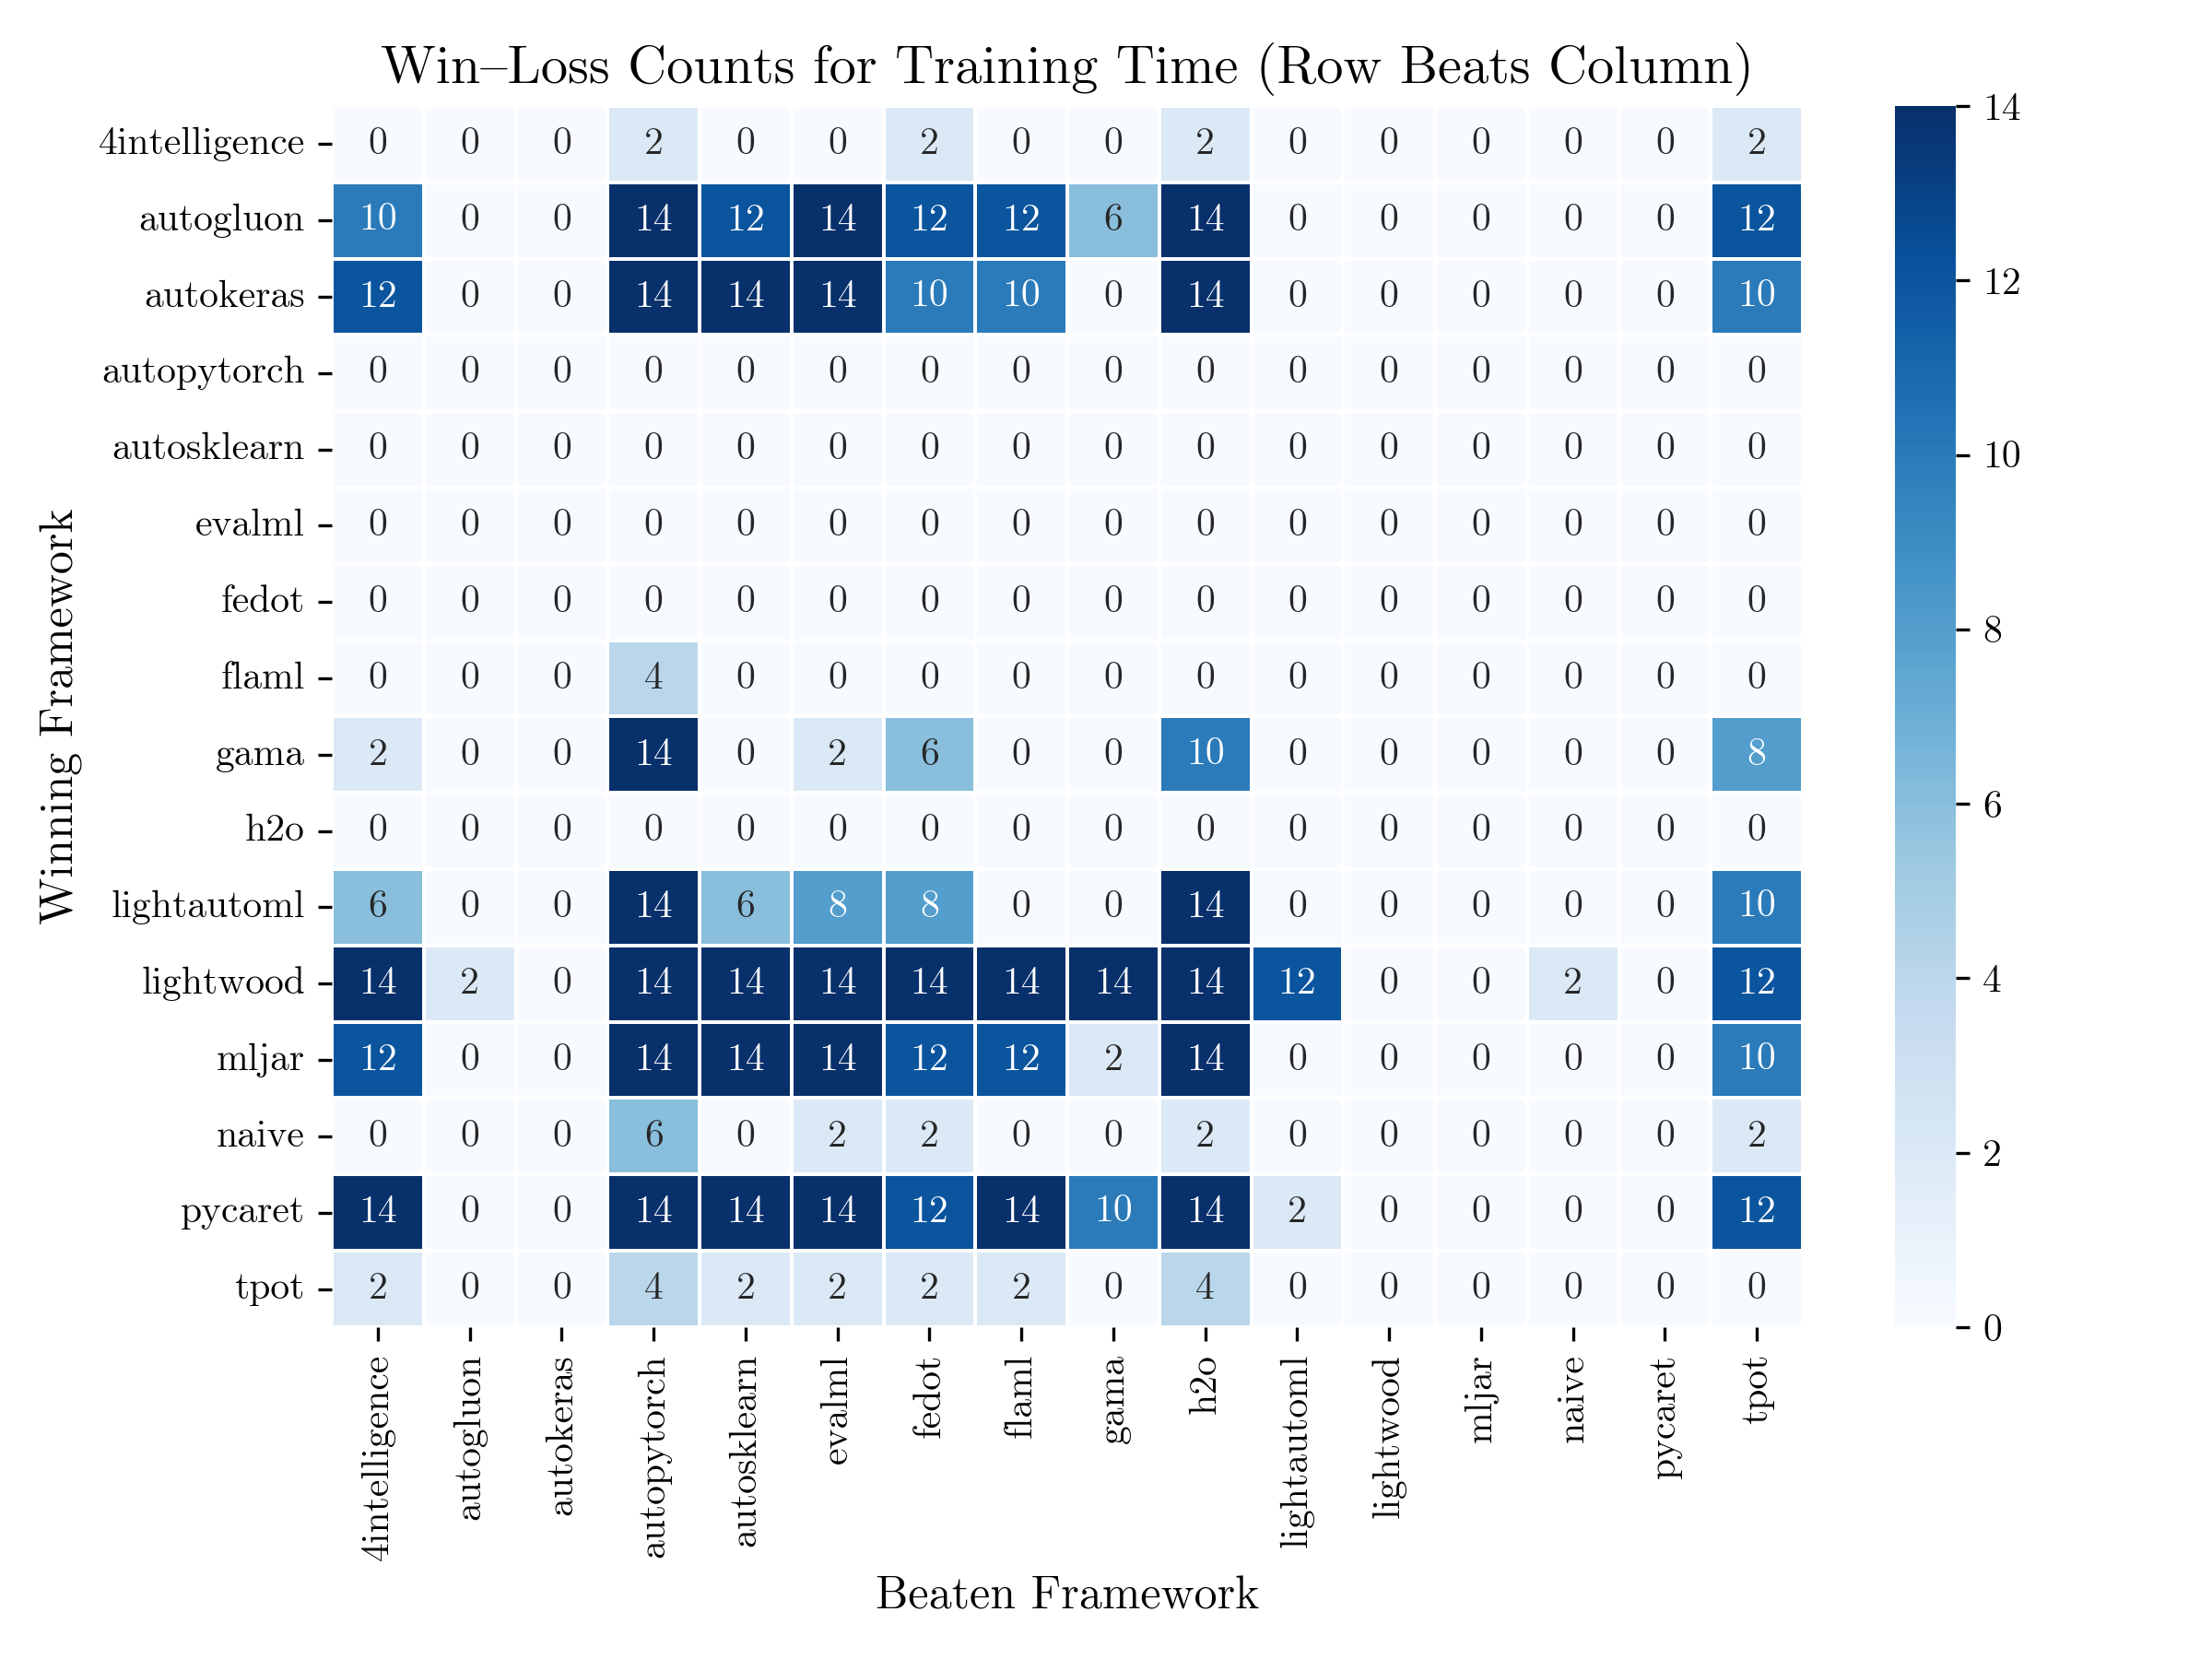 Win–Loss Counts for Training Time (Row Beats Column)
4intelligence 0 0 0 2 0 0 2 0 0 2 0 0 0 0 0 2
autogluon 10 0 0 14 12 14 12 12 6 14 0 0 0 0 0 12
autokeras 12 0 0 14 14 14 10 10 0 14 0 0 0 0 0 10
autopytorch 0 0 0 0 0 0 0 0 0 0 0 0 0 0 0 0
autosklearn 0 0 0 0 0 0 0 0 0 0 0 0 0 0 0 0
evalml 0 0 0 0 0 0 0 0 0 0 0 0 0 0 0 0
fedot 0 0 0 0 0 0 0 0 0 0 0 0 0 0 0 0
flaml 0 0 0 4 0 0 0 0 0 0 0 0 0 0 0 0
gama 2 0 0 14 0 2 6 0 0 10 0 0 0 0 0 8
h2o 0 0 0 0 0 0 0 0 0 0 0 0 0 0 0 0
lightautoml 6 0 0 14 6 8 8 0 0 14 0 0 0 0 0 10
lightwood 14 2 0 14 14 14 14 14 14 14 12 0 0 2 0 12
mljar 12 0 0 14 14 14 12 12 2 14 0 0 0 0 0 10
naive 0 0 0 6 0 2 2 0 0 2 0 0 0 0 0 2
pycaret 14 0 0 14 14 14 12 14 10 14 2 0 0 0 0 12
tpot 2 0 0 4 2 2 2 2 0 4 0 0 0 0 0 0
4intelligence autogluon autokeras autopytorch autosklearn evalml fedot flaml gama h2o lightautoml lightwood mljar naive pycaret tpot
Beaten Framework
Winning Framework
14
12
10
8
6
4
2
0